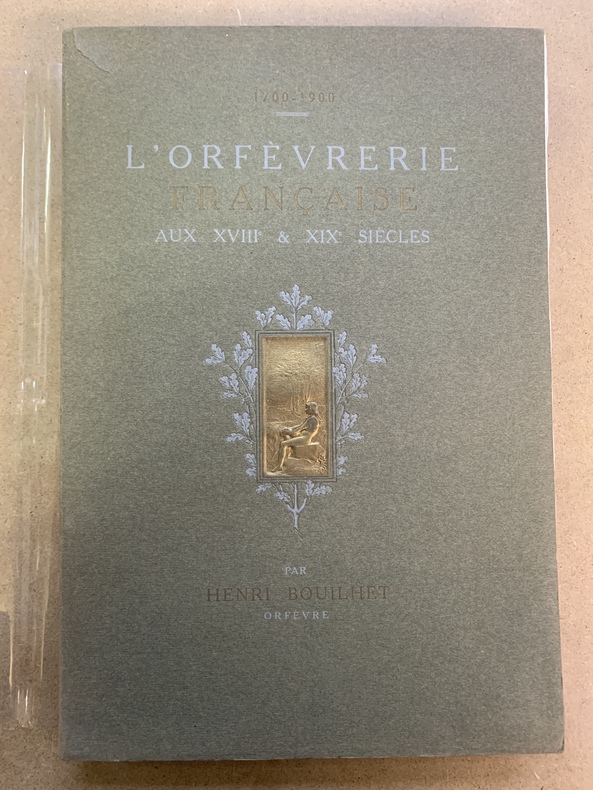 1700-1900
L'ORFÈVRERIE
FRANÇAISE
AUX XVIIIᵉ & XIXᵉ SIÈCLES
PAR
HENRI BOUILHET
ORFÈVRE